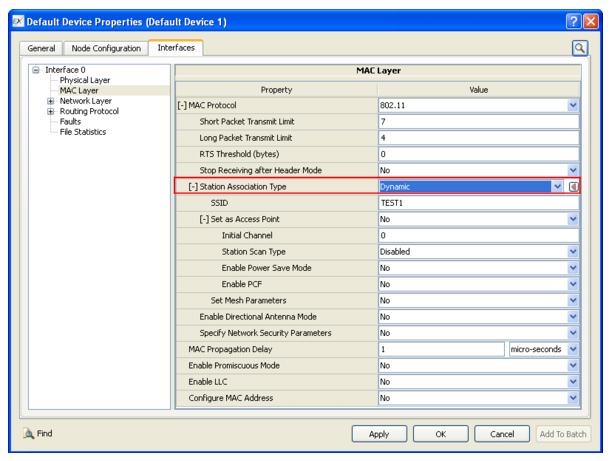 Default Device Properties (Default Device 1)
General Node Configuration Interfaces
Interface 0
Physical Layer
MAC Layer
Network Layer
Routing Protocol
Faults
File Statistics
MAC Layer
Property Value
[-] MAC Protocol 802.11
Short Packet Transmit Limit 7
Long Packet Transmit Limit 4
RTS Threshold (bytes) 0
Stop Receiving after Header Mode No
[-] Station Association Type Dynamic
SSID TEST1
[-] Set as Access Point No
Initial Channel 0
Station Scan Type Disabled
Enable Power Save Mode No
Enable PCF No
Set Mesh Parameters No
Enable Directional Antenna Mode No
Specify Network Security Parameters No
MAC Propagation Delay 1 micro-seconds
Enable Promiscuous Mode No
Enable LLC No
Configure MAC Address No
Find Apply OK Cancel Add To Batch